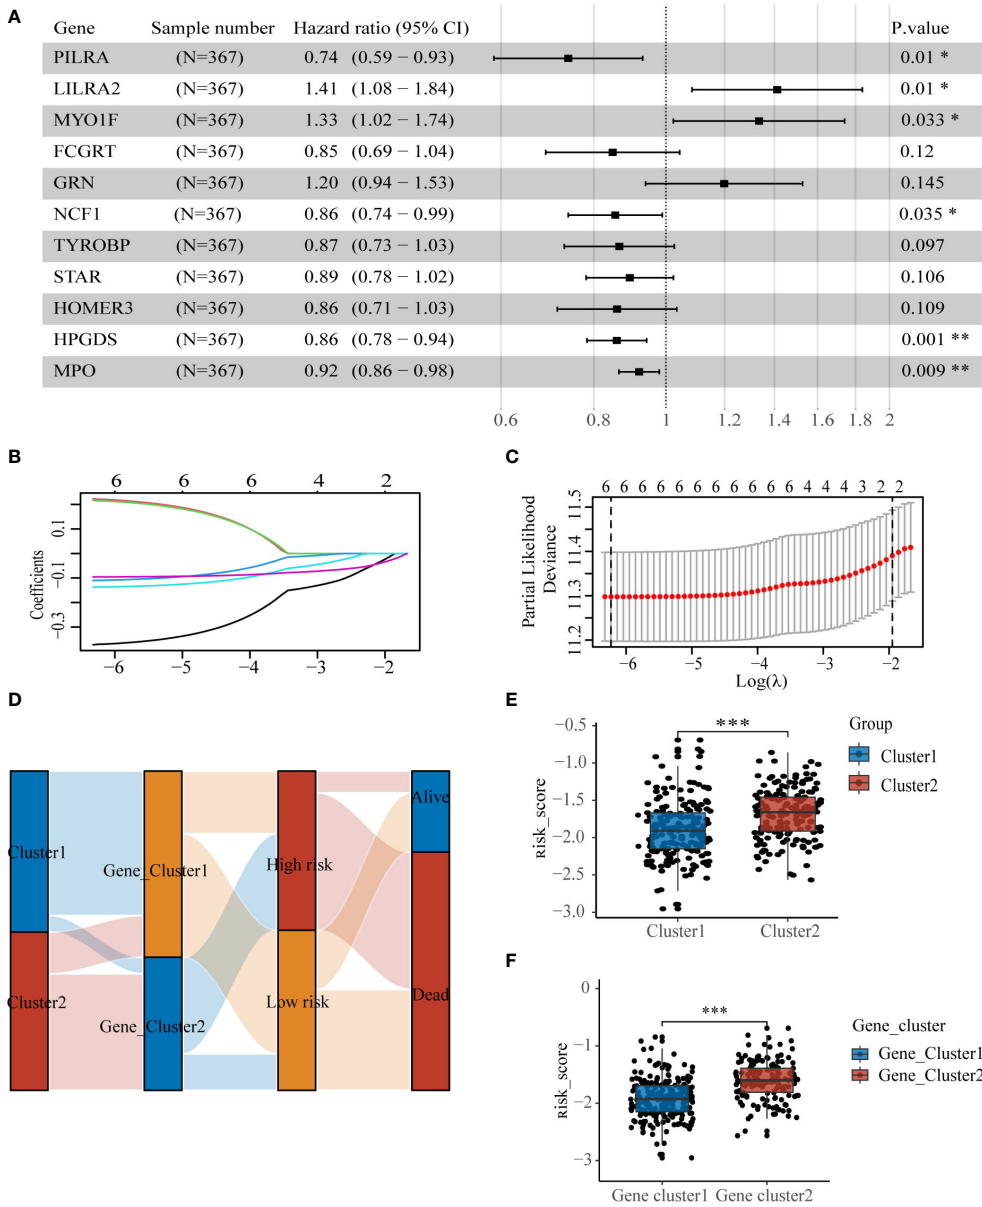 A
Gene Sample number Hazard ratio (95% CI) P.value
PILRA (N=367) 0.74 (0.59 − 0.93) 0.01 *
LILRA2 (N=367) 1.41 (1.08 − 1.84) 0.01 *
MYO1F (N=367) 1.33 (1.02 − 1.74) 0.033 *
FCGRT (N=367) 0.85 (0.69 − 1.04) 0.12
GRN (N=367) 1.20 (0.94 − 1.53) 0.145
NCF1 (N=367) 0.86 (0.74 − 0.99) 0.035 *
TYROBP (N=367) 0.87 (0.73 − 1.03) 0.097
STAR (N=367) 0.89 (0.78 − 1.02) 0.106
HOMER3 (N=367) 0.86 (0.71 − 1.03) 0.109
HPGDS (N=367) 0.86 (0.78 − 0.94) 0.001 **
MPO (N=367) 0.92 (0.86 − 0.98) 0.009 **
0.6 0.8 1 1.2 1.4 1.6 1.8 2
B
6 6 6 4 2
Coefficients
0.1
−0.1
−0.3
−6 −5 −4 −3 −2
C
6 6 6 6 6 6 6 6 6 6 4 4 3 2 2
Partial Likelihood
Deviance
11.5
11.4
11.3
11.2
−6 −5 −4 −3 −2
Log(λ)
D
Cluster1
Cluster2
Gene_Cluster1
Gene_Cluster2
High risk
Low risk
Alive
Dead
E
Risk_score
−0.5
−1.0
−1.5
−2.0
−2.5
−3.0
***
Cluster1 Cluster2
Group
Cluster1
Cluster2
F
Risk_score
0
−1
−2
−3
***
Gene cluster1 Gene cluster2
Gene_cluster
Gene_Cluster1
Gene_Cluster2